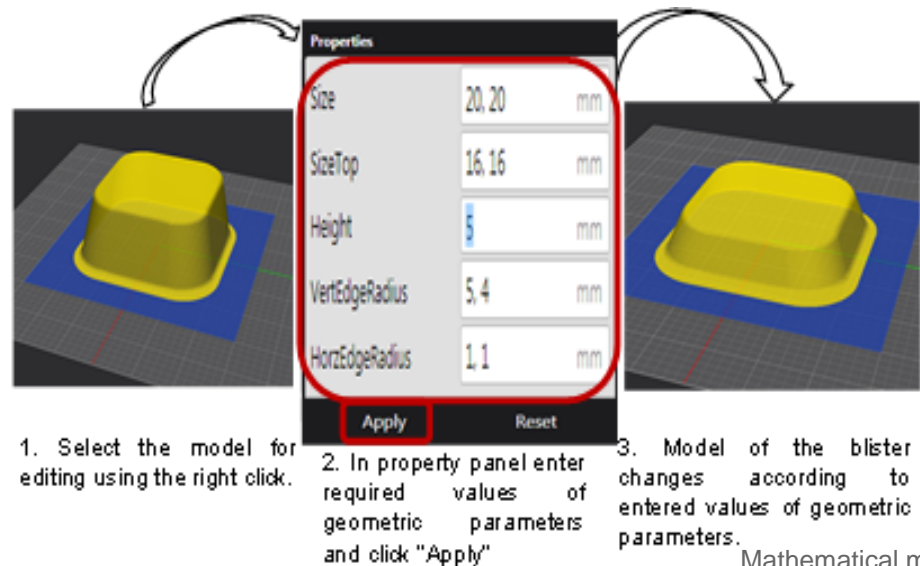 Properties
Size 20, 20 mm
SizeTop 16, 16 mm
Height 5 mm
VertEdgeRadius 5, 4 mm
HorzEdgeRadius 1, 1 mm
Apply Reset
1. Select the model for
editing using the right click.
2. In property panel enter
required values of
geometric parameters
and click "Apply"
3. Model of the blister
changes according to
entered values of geometric
parameters.
Mathematical m